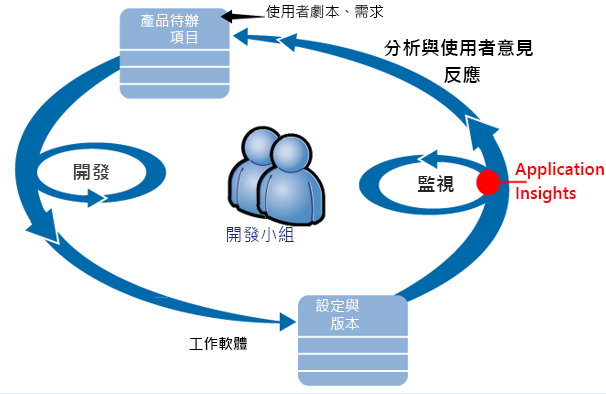 使用者劇本、需求
產品待辦
項目
分析與使用者意見
反應
開發
監視
Application
Insights
開發小組
設定與
版本
工作軟體